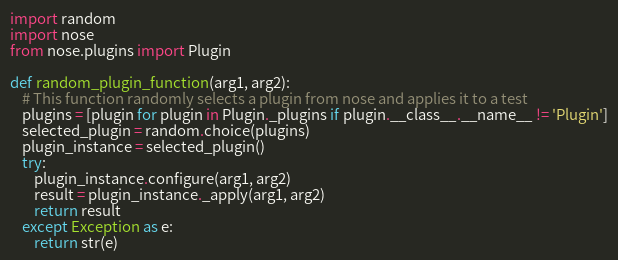 import random
import nose
from nose.plugins import Plugin

def random_plugin_function(arg1, arg2):
    # This function randomly selects a plugin from nose and applies it to a test
    plugins = [plugin for plugin in Plugin._plugins if plugin.__class__.__name__ != 'Plugin']
    selected_plugin = random.choice(plugins)
    plugin_instance = selected_plugin()
    try:
        plugin_instance.configure(arg1, arg2)
        result = plugin_instance._apply(arg1, arg2)
        return result
    except Exception as e:
        return str(e)